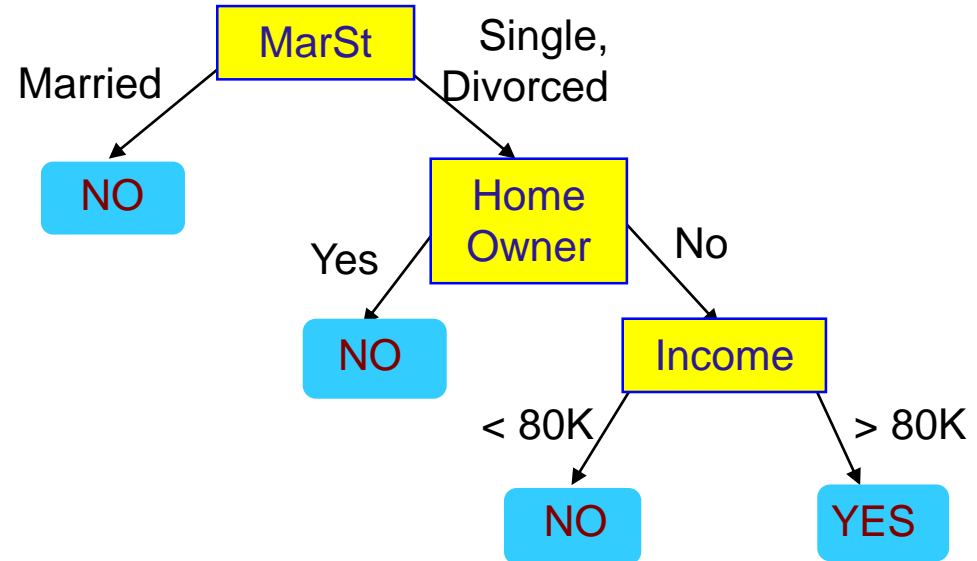 MarSt
Single,
Divorced
Married
NO
Home
Owner
Yes
No
NO
Income
< 80K
> 80K
NO
YES